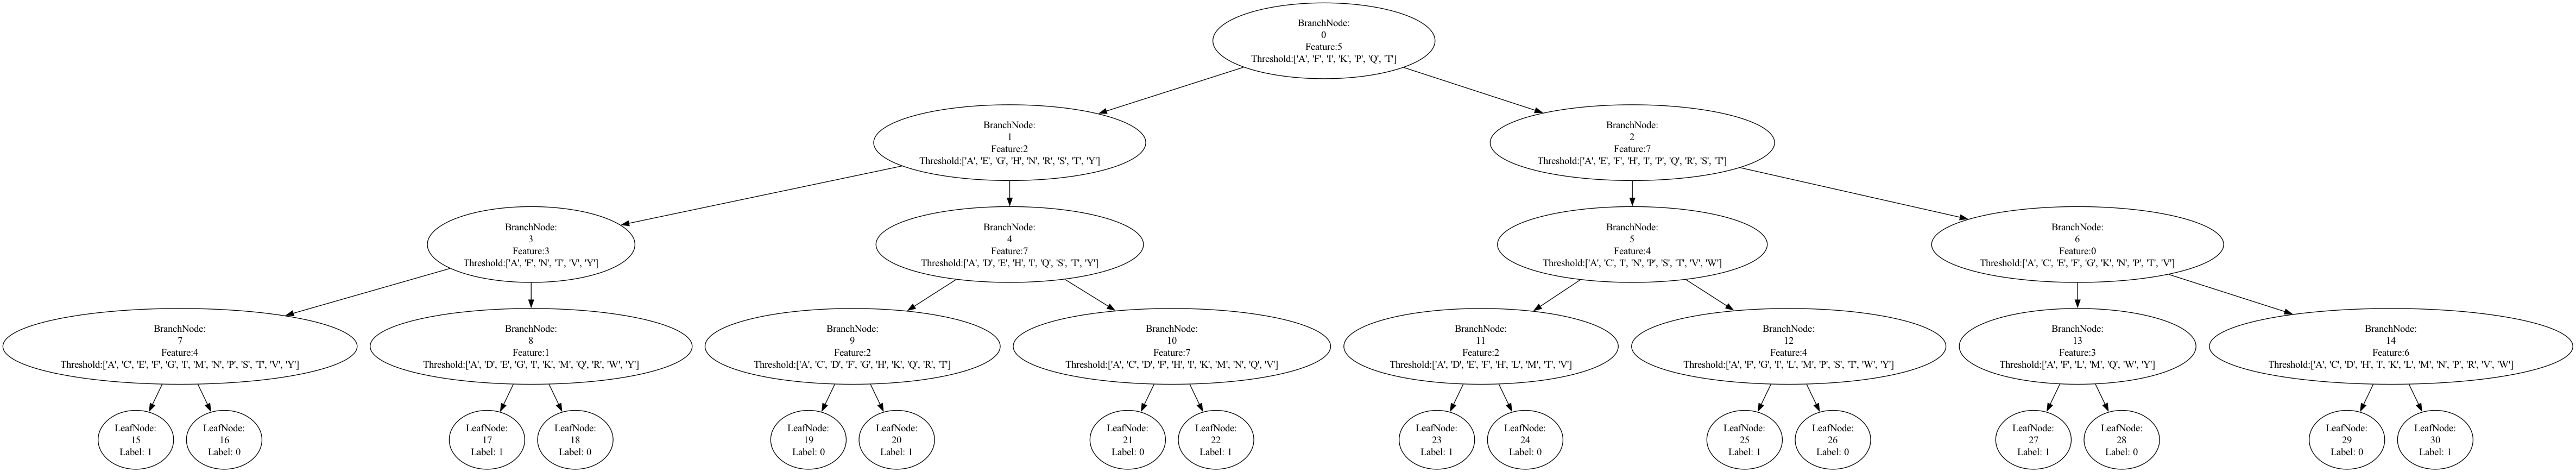 BranchNode:
0
Feature:5
Threshold:['A', 'F', 'I', 'K', 'P', 'Q', 'T']
BranchNode:
1
Feature:2
Threshold:['A', 'E', 'G', 'H', 'N', 'R', 'S', 'T', 'Y']
BranchNode:
2
Feature:7
Threshold:['A', 'E', 'F', 'H', 'I', 'P', 'Q', 'R', 'S', 'T']
BranchNode:
3
Feature:3
Threshold:['A', 'F', 'N', 'T', 'V', 'Y']
BranchNode:
4
Feature:7
Threshold:['A', 'D', 'E', 'H', 'I', 'Q', 'S', 'T', 'Y']
BranchNode:
5
Feature:4
Threshold:['A', 'C', 'I', 'N', 'P', 'S', 'T', 'V', 'W']
BranchNode:
6
Feature:0
Threshold:['A', 'C', 'E', 'F', 'G', 'K', 'N', 'P', 'T', 'V']
BranchNode:
7
Feature:4
Threshold:['A', 'C', 'E', 'F', 'G', 'I', 'M', 'N', 'P', 'S', 'T', 'V', 'Y']
BranchNode:
8
Feature:1
Threshold:['A', 'D', 'E', 'G', 'I', 'K', 'M', 'Q', 'R', 'W', 'Y']
BranchNode:
9
Feature:2
Threshold:['A', 'C', 'D', 'F', 'G', 'H', 'K', 'Q', 'R', 'T']
BranchNode:
10
Feature:7
Threshold:['A', 'C', 'D', 'F', 'H', 'I', 'K', 'M', 'N', 'Q', 'V']
BranchNode:
11
Feature:2
Threshold:['A', 'D', 'E', 'F', 'H', 'L', 'M', 'T', 'V']
BranchNode:
12
Feature:4
Threshold:['A', 'F', 'G', 'I', 'L', 'M', 'P', 'S', 'T', 'W', 'Y']
BranchNode:
13
Feature:3
Threshold:['A', 'F', 'L', 'M', 'Q', 'W', 'Y']
BranchNode:
14
Feature:6
Threshold:['A', 'C', 'D', 'H', 'I', 'K', 'L', 'M', 'N', 'P', 'R', 'V', 'W']
LeafNode:
15
Label: 1
LeafNode:
16
Label: 0
LeafNode:
17
Label: 1
LeafNode:
18
Label: 0
LeafNode:
19
Label: 0
LeafNode:
20
Label: 1
LeafNode:
21
Label: 0
LeafNode:
22
Label: 1
LeafNode:
23
Label: 1
LeafNode:
24
Label: 0
LeafNode:
25
Label: 1
LeafNode:
26
Label: 0
LeafNode:
27
Label: 1
LeafNode:
28
Label: 0
LeafNode:
29
Label: 0
LeafNode:
30
Label: 1